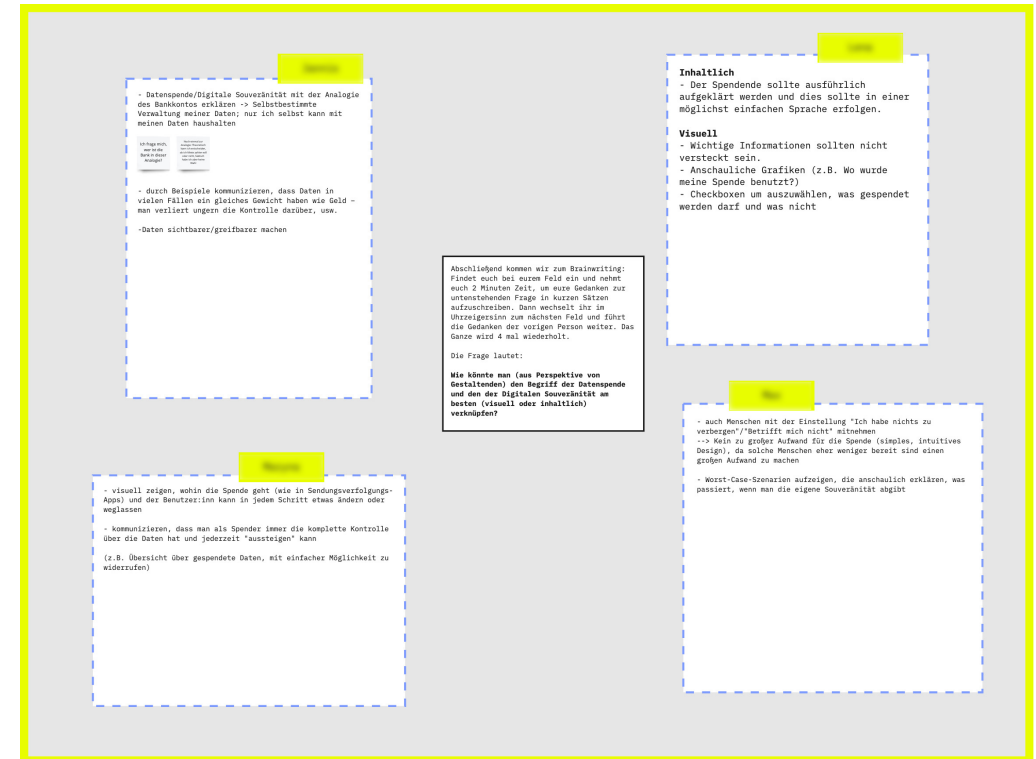 - Datenspende/Digitale Souveränität mit der Analogie
des Bankkontos erklären -> Selbstbestimmte
Verwaltung meiner Daten; nur ich selbst kann mit
meinen Daten haushalten
Ich frage mich,
wer ist die
Bank in dieser
Analogie?
- durch Beispiele kommunizieren, dass Daten in
vielen Fällen ein gleiches Gewicht haben wie Geld –
man verliert ungern die Kontrolle darüber, usw.
-Daten sichtbarer/greifbarer machen
Inhaltlich
- Der Spendende sollte ausführlich
aufgeklärt werden und dies sollte in einer
möglichst einfachen Sprache erfolgen.
Visuell
- Wichtige Informationen sollten nicht
versteckt sein.
- Anschauliche Grafiken (z.B. Wo wurde
meine Spende benutzt?)
- Checkboxen um auszuwählen, was gespendet
werden darf und was nicht
Abschließend kommen wir zum Brainwriting:
Findet euch bei eurem Feld ein und nehmt
euch 2 Minuten Zeit, um eure Gedanken zur
untenstehenden Frage in kurzen Sätzen
aufzuschreiben. Dann wechselt ihr im
Uhrzeigersinn zum nächsten Feld und führt
die Gedanken der vorigen Person weiter. Das
Ganze wird 4 mal wiederholt.
Die Frage lautet:
Wie könnte man (aus Perspektive von
Gestaltenden) den Begriff der Datenspende
und den der Digitalen Souveränität am
besten (visuell oder inhaltlich)
verknüpfen?
- visuell zeigen, wohin die Spende geht (wie in Sendungsverfolgungs-
Apps) und der Benutzer:inn kann in jedem Schritt etwas ändern oder
weglassen
- kommunizieren, dass man als Spender immer die komplette Kontrolle
über die Daten hat und jederzeit "aussteigen" kann
(z.B. Übersicht über gespendete Daten, mit einfacher Möglichkeit zu
widerrufen)
- auch Menschen mit der Einstellung "Ich habe nichts zu
verbergen"/"Betrifft mich nicht" mitnehmen
--> Kein zu großer Aufwand für die Spende (simples, intuitives
Design), da solche Menschen eher weniger bereit sind einen
großen Aufwand zu machen
- Worst-Case-Szenarien aufzeigen, die anschaulich erklären, was
passiert, wenn man die eigene Souveränität abgibt